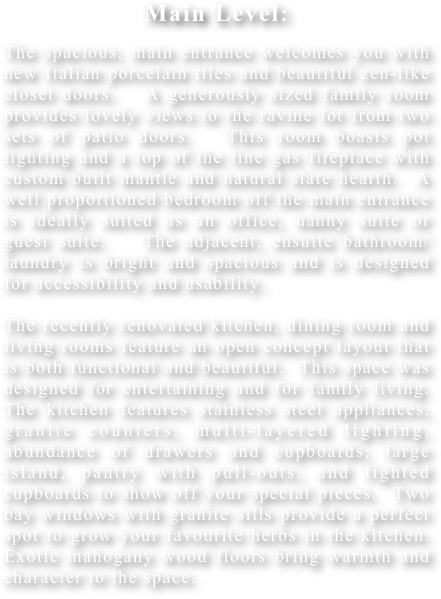 Main Level:
The spacious, main entrance welcomes you with
new Italian porcelain tiles and beautiful zen-like
closet doors. A generously sized family room
provides lovely views to the ravine lot from two
sets of patio doors. This room boasts pot
lighting and a top of the line gas fireplace with
custom built mantle and natural slate hearth. A
well proportioned bedroom off the main entrance
is ideally suited as an office, nanny suite or
guest suite. The adjacent, ensuite bathroom/
laundry is bright and spacious and is designed
for accessibility and usability.
The recently renovated kitchen, dining room and
living rooms feature an open concept layout that
is both functional and beautiful. This space was
designed for entertaining and for family living.
The kitchen features stainless steel appliances,
granite counters, multi-layered lighting,
abundance of drawers and cupboards, large
island, pantry with pull-outs, and lighted
cupboards to show off your special pieces. Two
bay windows with granite sills provide a perfect
spot to grow your favourite herbs in the kitchen.
Exotic mahogany wood floors bring warmth and
character to the space.